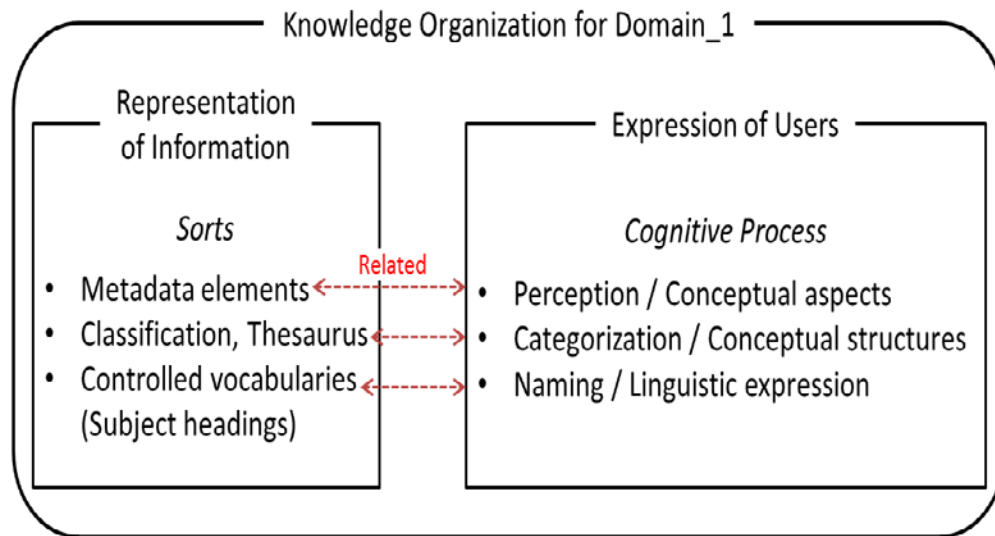 Knowledge Organization for Domain_1
Representation
of Information
Sorts
• Metadata elements
• Classification, Thesaurus
• Controlled vocabularies
(Subject headings)
Related
Expression of Users
Cognitive Process
• Perception / Conceptual aspects
• Categorization / Conceptual structures
• Naming / Linguistic expression